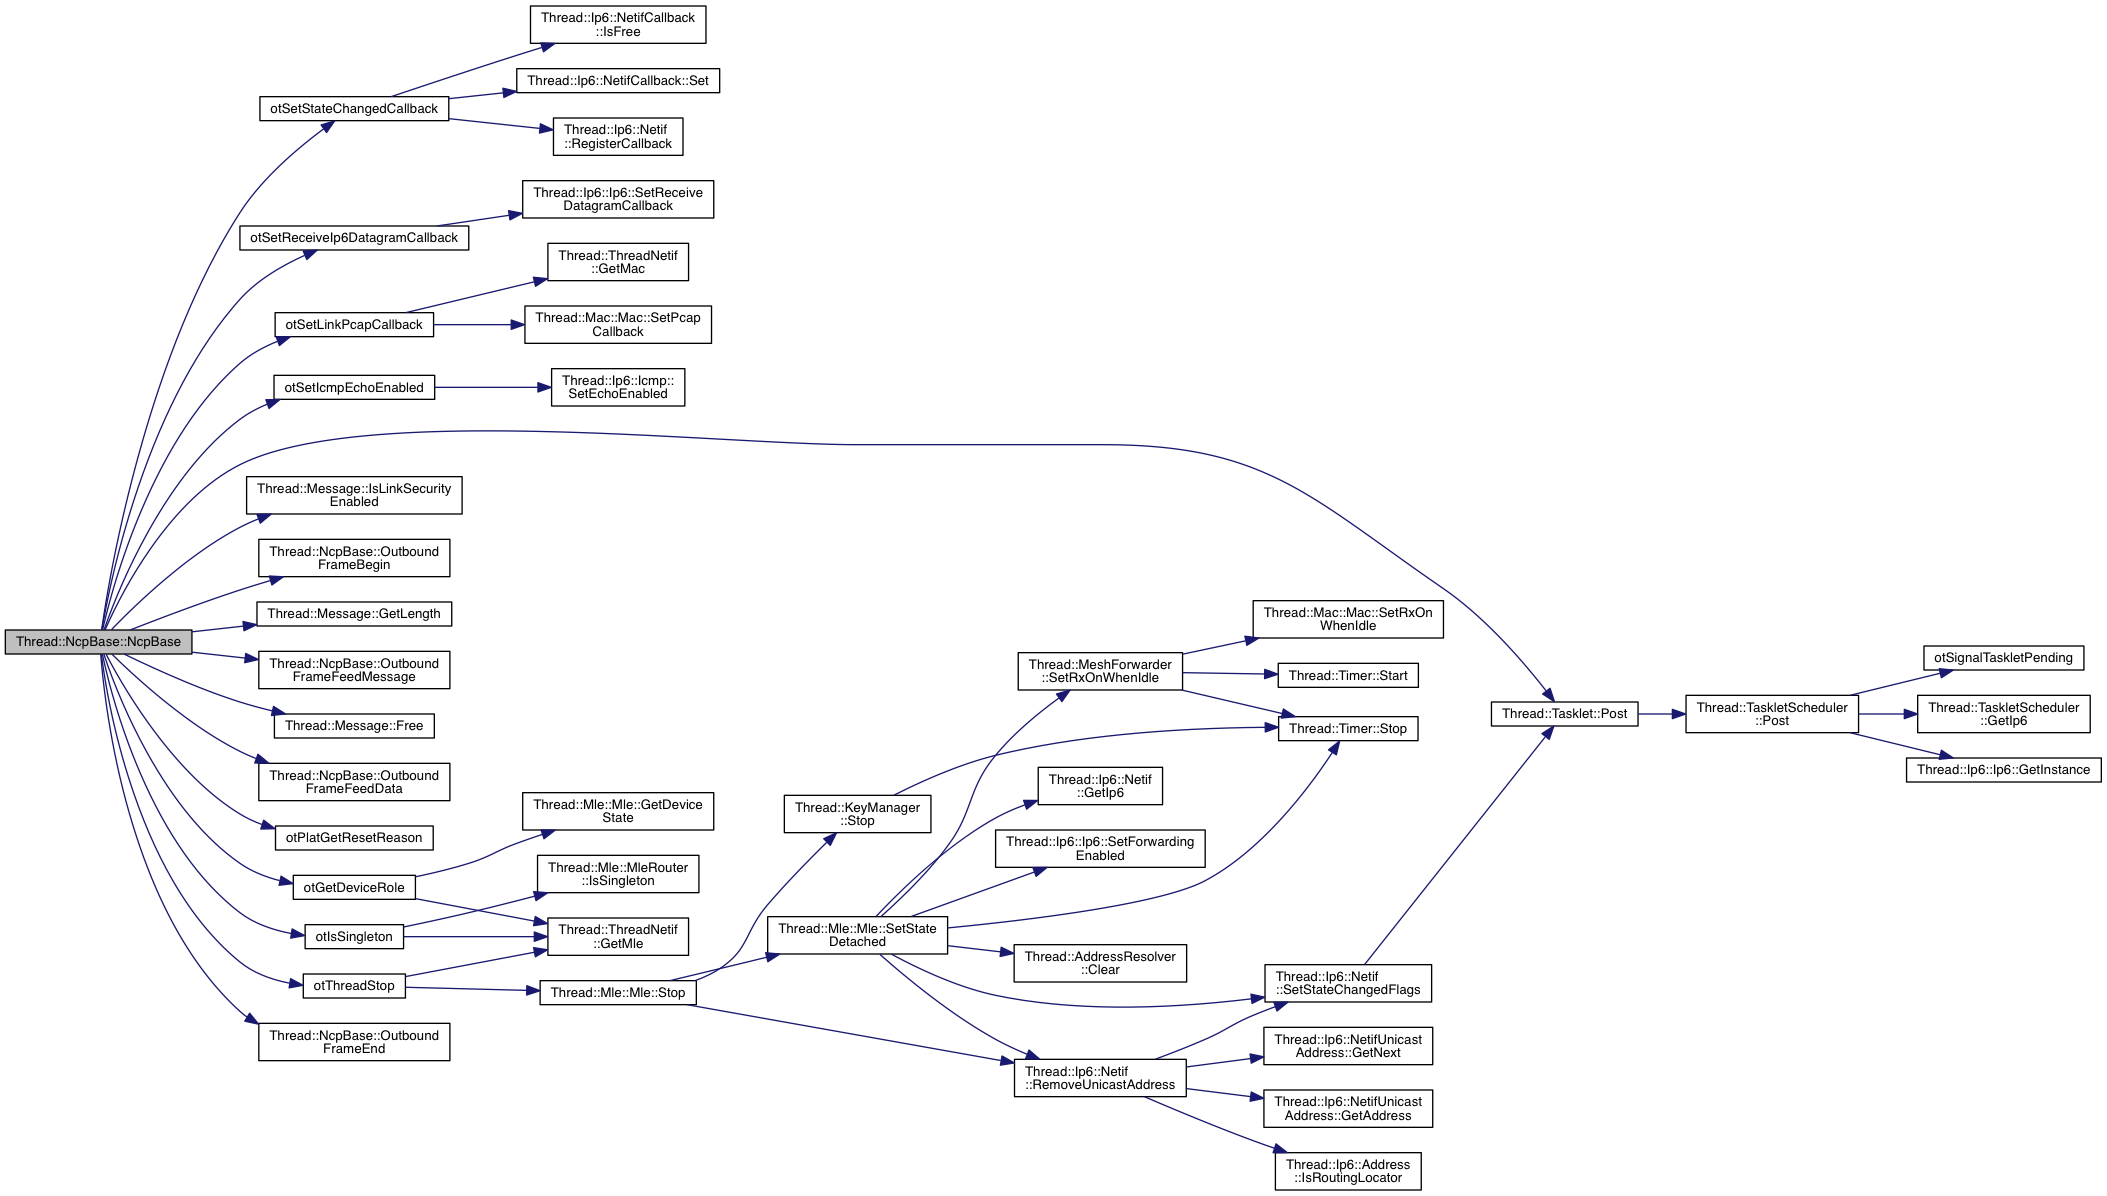 Thread::Ip6::NetifCallback
::IsFree
Thread::Ip6::NetifCallback::Set
otSetStateChangedCallback
Thread::Ip6::Netif
::RegisterCallback
Thread::Ip6::Ip6::SetReceive
DatagramCallback
otSetReceiveIp6DatagramCallback
Thread::ThreadNetif
::GetMac
otSetLinkPcapCallback
Thread::Mac::Mac::SetPcap
Callback
otSetIcmpEchoEnabled
Thread::Ip6::Icmp::
SetEchoEnabled
Thread::Message::IsLinkSecurity
Enabled
Thread::NcpBase::Outbound
FrameBegin
Thread::Message::GetLength
Thread::NcpBase::NcpBase
Thread::NcpBase::Outbound
FrameFeedMessage
Thread::Message::Free
Thread::NcpBase::Outbound
FrameFeedData
otPlatGetResetReason
otGetDeviceRole
otIsSingleton
otThreadStop
Thread::NcpBase::Outbound
FrameEnd
Thread::Mle::Mle::GetDevice
State
Thread::Mle::MleRouter
::IsSingleton
Thread::ThreadNetif
::GetMle
Thread::Mle::Mle::Stop
Thread::KeyManager
::Stop
Thread::Mle::Mle::SetState
Detached
Thread::MeshForwarder
::SetRxOnWhenIdle
Thread::Ip6::Netif
::GetIp6
Thread::Ip6::Ip6::SetForwarding
Enabled
Thread::AddressResolver
::Clear
Thread::Ip6::Netif
::RemoveUnicastAddress
Thread::Mac::Mac::SetRxOn
WhenIdle
Thread::Timer::Start
Thread::Timer::Stop
Thread::Ip6::Netif
::SetStateChangedFlags
Thread::Ip6::NetifUnicast
Address::GetNext
Thread::Ip6::NetifUnicast
Address::GetAddress
Thread::Ip6::Address
::IsRoutingLocator
Thread::Tasklet::Post
Thread::TaskletScheduler
::Post
otSignalTaskletPending
Thread::TaskletScheduler
::GetIp6
Thread::Ip6::Ip6::GetInstance